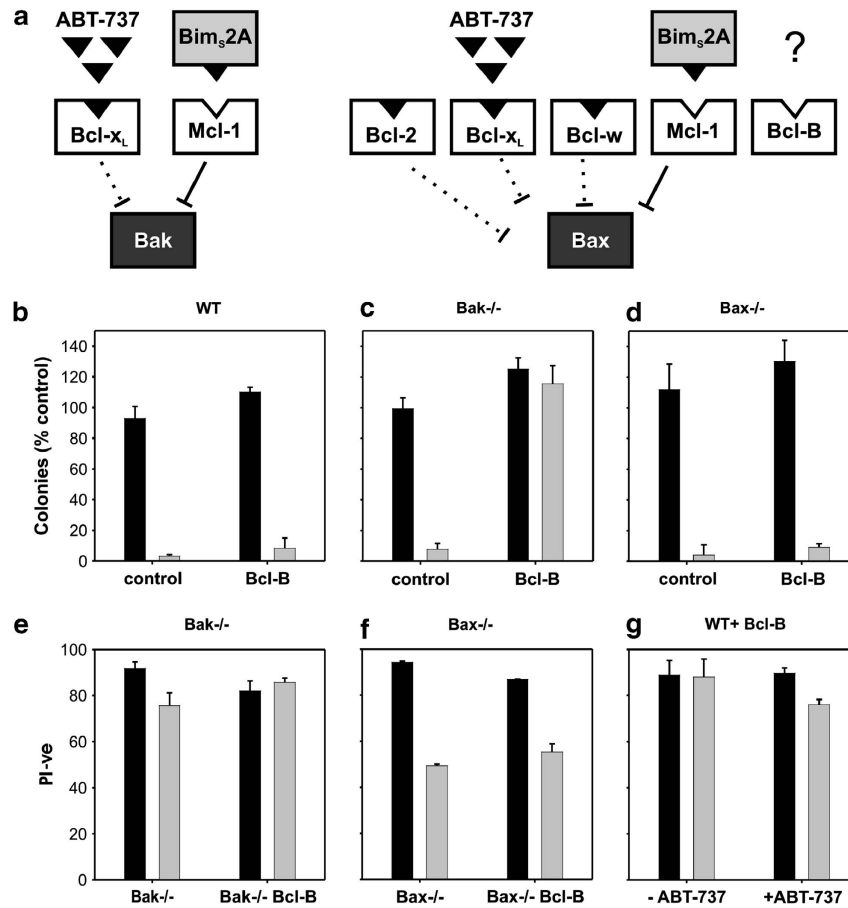 a
ABT-737 Bimₛ2A ABT-737 Bimₛ2A ?
Bcl-x_L Mcl-1 Bcl-2 Bcl-x_L Bcl-w Mcl-1 Bcl-B
Bak Bax
b WT c Bak-/- d Bax-/-
Colonies (% control)
140
120
100
80
60
40
20
0
control Bcl-B control Bcl-B control Bcl-B
e Bak-/- f Bax-/- g WT+ Bcl-B
PI-ve
100
80
60
40
20
0
Bak-/- Bak-/- Bcl-B Bax-/- Bax-/- Bcl-B - ABT-737 +ABT-737